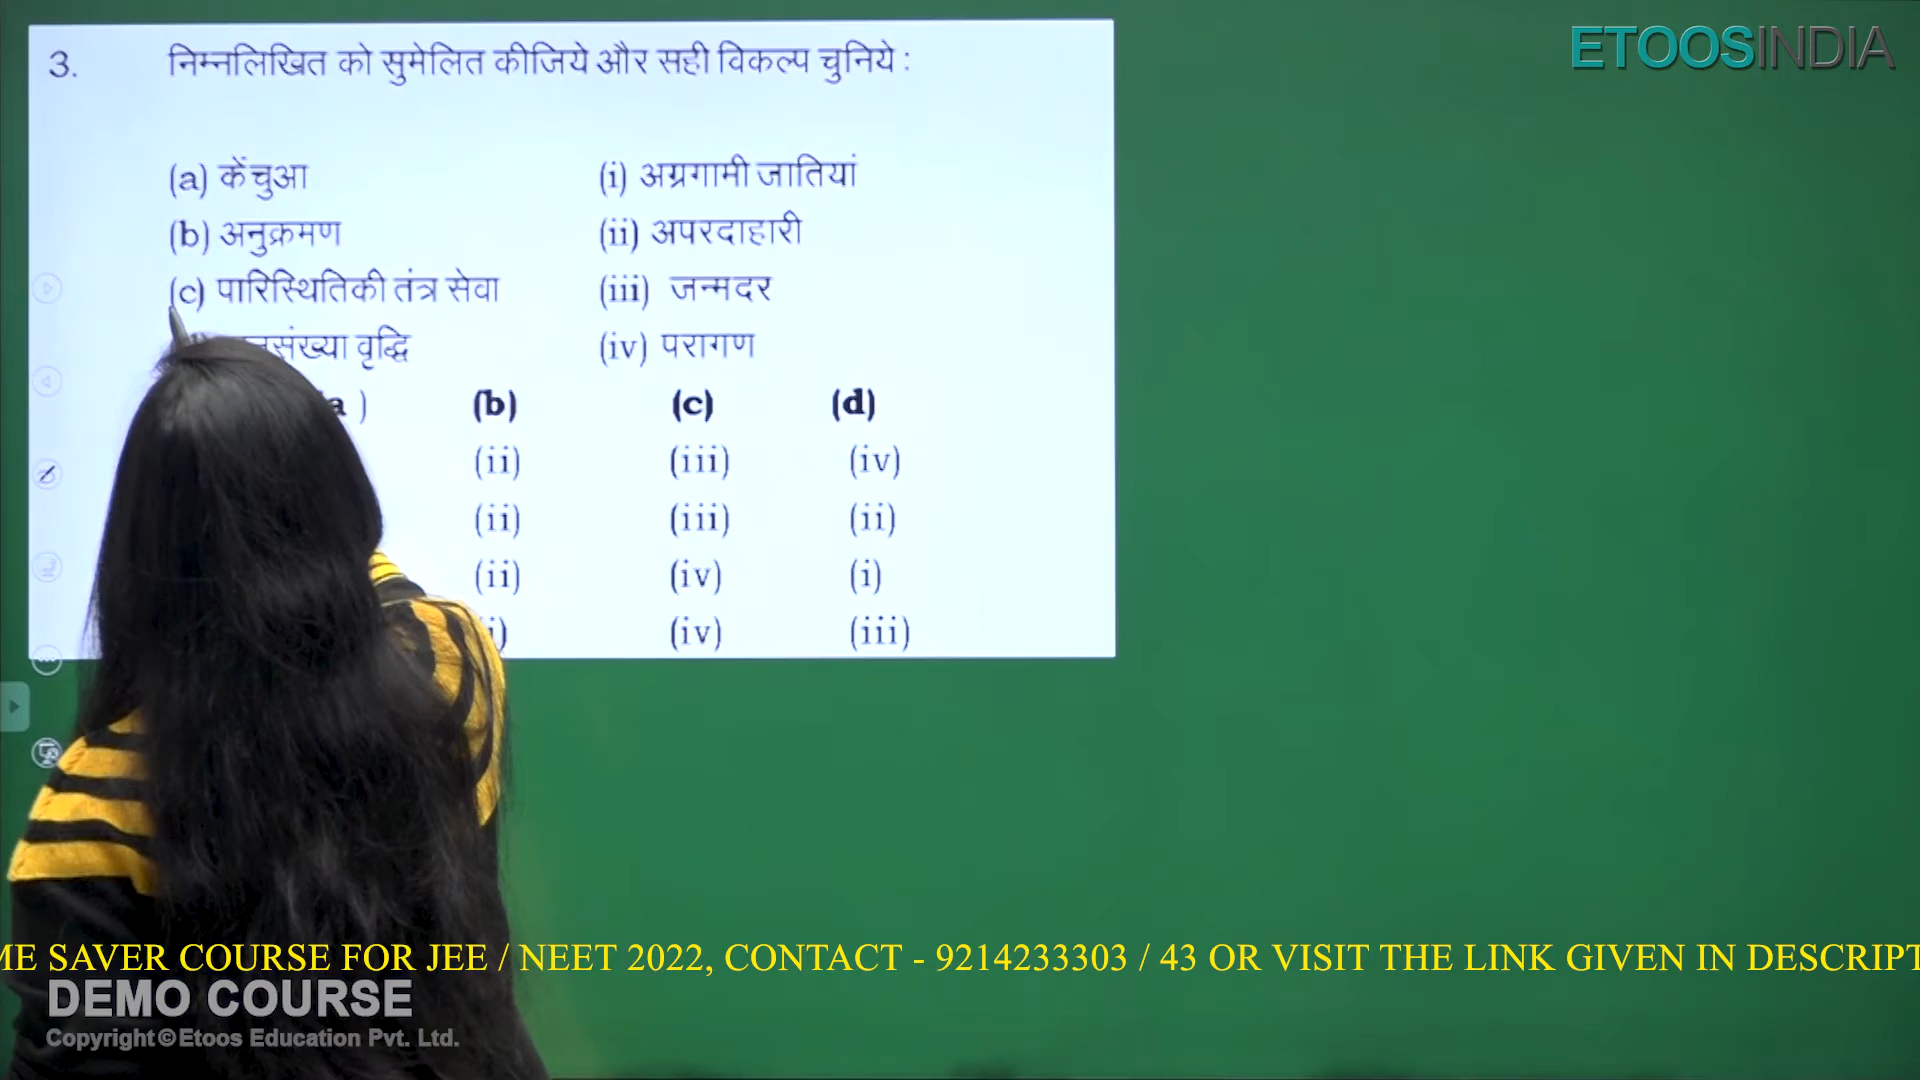 ETOOSINDIA
3. निम्नलिखित को सुमेलित कीजिये और सही विकल्प चुनिये :
(a) केंचुआ (i) अग्रगामी जातियां
(b) अनुक्रमण (ii) अपरदाहारी
(c) पारिस्थितिकी तंत्र सेवा (iii) जन्मदर
वृद्धि (iv) परागण
(b) (c) (d)
(ii) (iii) (iv)
(ii) (iii) (ii)
(ii) (iv) (i)
(iv) (iii)
SAVER COURSE FOR JEE / NEET 2022, CONTACT - 9214233303 / 43 OR VISIT THE LINK GIVEN IN
DEMO COURSE
Copyright©Etoos Education Pvt. Ltd.